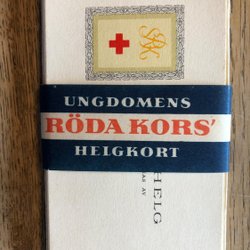 UNGDOMENS
RÖDA KORS'
HELGKORT
HELG